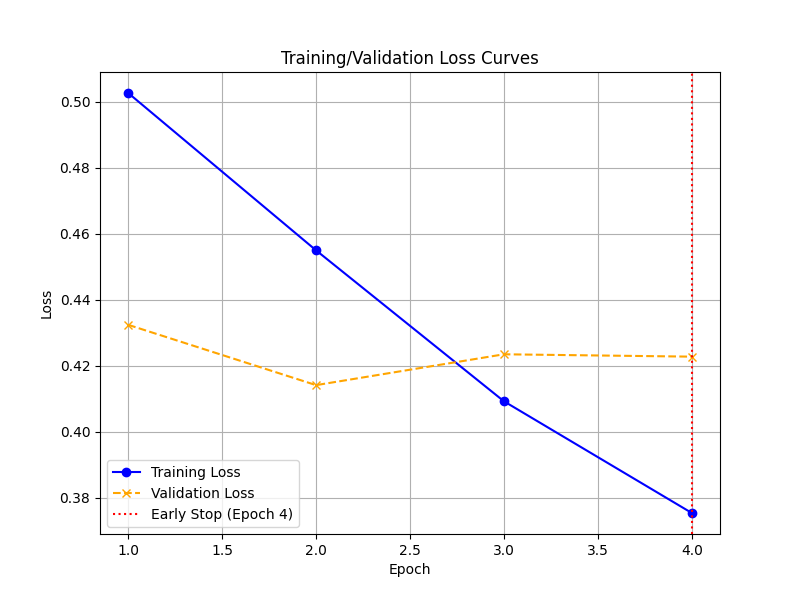 Training/Validation Loss Curves
Loss
0.50
0.48
0.46
0.44
0.42
0.40
0.38
Training Loss
Validation Loss
Early Stop (Epoch 4)
1.0 1.5 2.0 2.5 3.0 3.5 4.0
Epoch